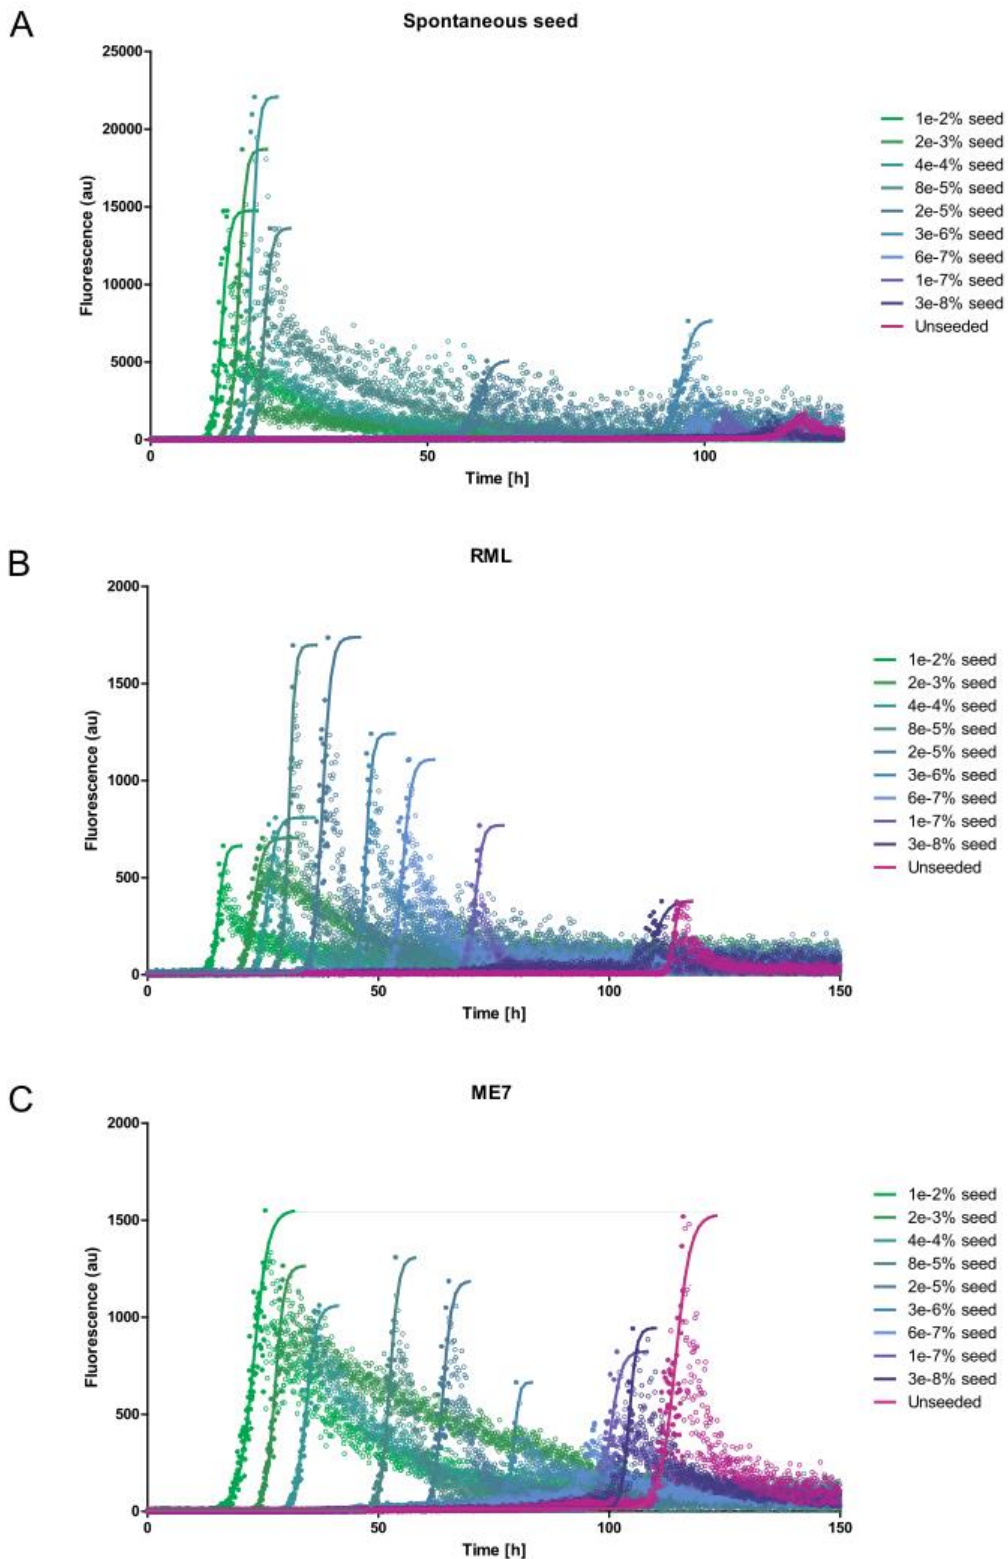 A
Spontaneous seed
25000
20000
15000
10000
5000
0
Fluorescence (au)
0
50
100
Time [h]
1e-2% seed
2e-3% seed
4e-4% seed
8e-5% seed
2e-5% seed
3e-6% seed
6e-7% seed
1e-7% seed
3e-8% seed
Unseeded
B
RML
2000
1500
1000
500
0
Fluorescence (au)
0
50
100
150
Time [h]
1e-2% seed
2e-3% seed
4e-4% seed
8e-5% seed
2e-5% seed
3e-6% seed
6e-7% seed
1e-7% seed
3e-8% seed
Unseeded
C
ME7
2000
1500
1000
500
0
Fluorescence (au)
0
50
100
150
Time [h]
1e-2% seed
2e-3% seed
4e-4% seed
8e-5% seed
2e-5% seed
3e-6% seed
6e-7% seed
1e-7% seed
3e-8% seed
Unseeded